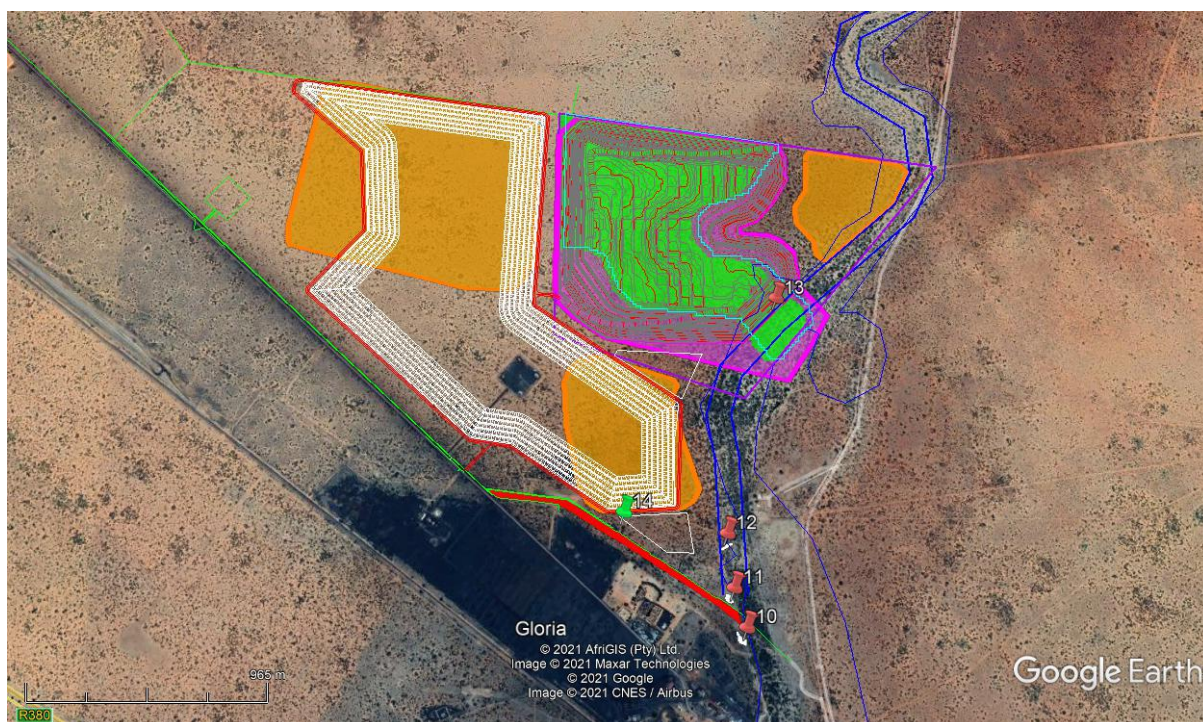 13
14
12
11
10
Gloria
© 2021 AfriGIS (Pty) Ltd.
Image © 2021 Maxar Technologies
© 2021 Google
Image © 2021 CNES / Airbus
965 m
Google Earth
R380